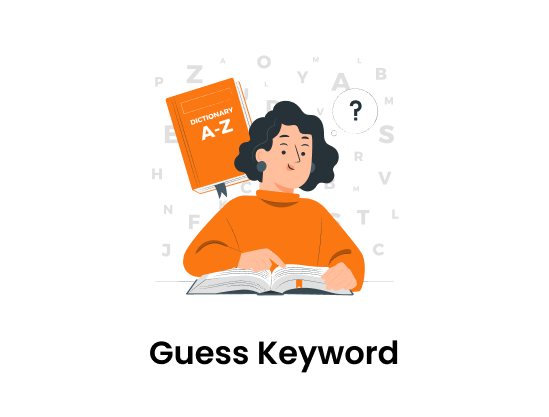 A O M L
P Z Y A B
L M
?
DICTIONARY
A-Z
E S
R
H C B M V
N F T L
J C
Guess Keyword